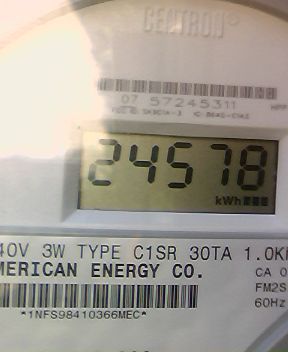 CENTRON®
07 57245311
24578
kWh
40V 3W TYPE C1SR 30TA 1.0K
MERICAN ENERGY CO.
CA 0
FM2S
60Hz
*1NFS98410366MEC*